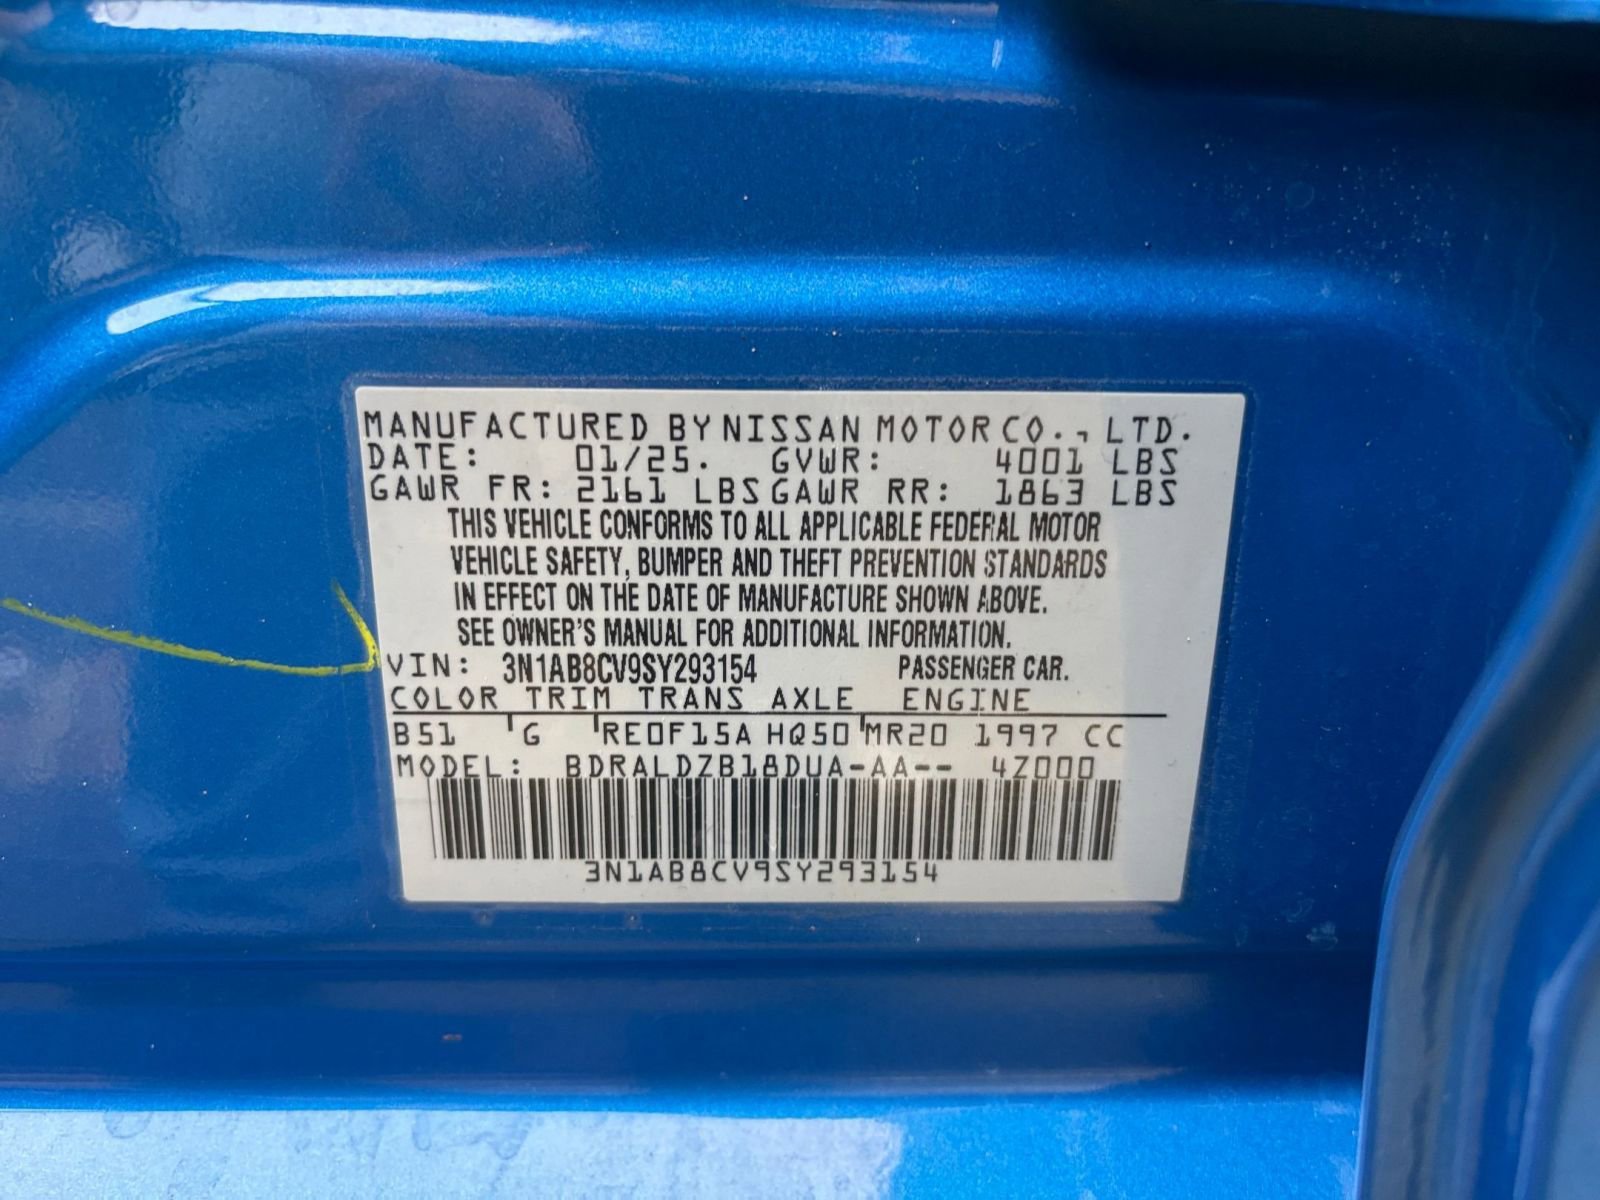 MANUFACTURED BY NISSAN MOTOR CO., LTD.
DATE: 01/25. GVWR: 4001 LBS
GAWR FR: 2161 LBS GAWR RR: 1863 LBS
THIS VEHICLE CONFORMS TO ALL APPLICABLE FEDERAL MOTOR
VEHICLE SAFETY, BUMPER AND THEFT PREVENTION STANDARDS
IN EFFECT ON THE DATE OF MANUFACTURE SHOWN ABOVE.
SEE OWNER'S MANUAL FOR ADDITIONAL INFORMATION.
VIN: 3N1AB8CV9SY293154 PASSENGER CAR.
COLOR TRIM TRANS AXLE ENGINE
B51 G RE0F15A HQ50 MR20 1997 CC
MODEL: BDRALDZB18DUA-AA-- 4Z000
3N1AB8CV9SY293154